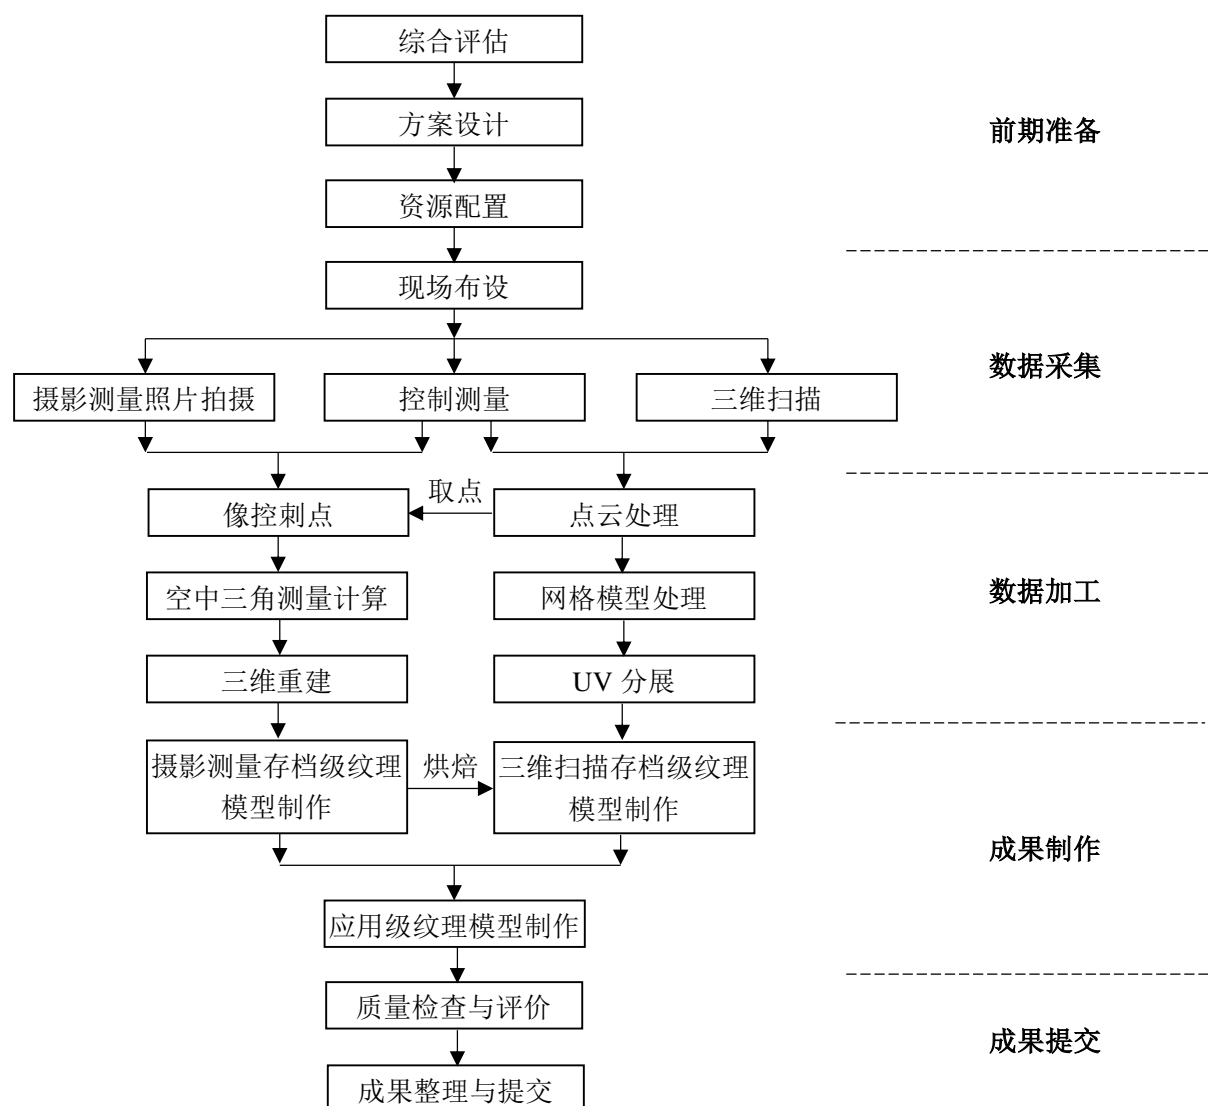 综合评估
方案设计
前期准备
资源配置
现场布设
数据采集
摄影测量照片拍摄
控制测量
三维扫描
取点
像控刺点
点云处理
空中三角测量计算
网格模型处理
数据加工
三维重建
UV 分展
摄影测量存档级纹理
模型制作
烘焙
三维扫描存档级纹理
模型制作
成果制作
应用级纹理模型制作
质量检查与评价
成果提交
成果整理与提交